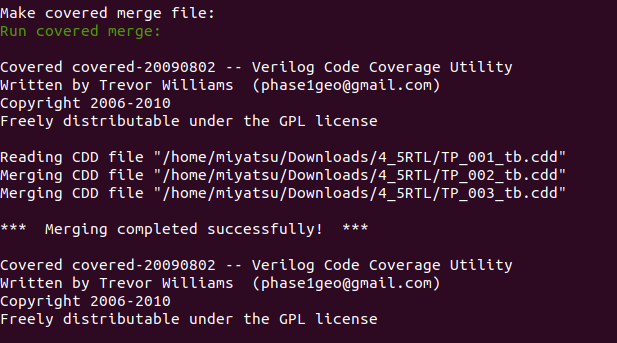 Make covered merge file:
Run covered merge:
Covered covered-20090802 -- Verilog Code Coverage Utility
Written by Trevor Williams  (phase1geo@gmail.com)
Copyright 2006-2010
Freely distributable under the GPL license
Reading CDD file "/home/miyatsu/Downloads/4_5RTL/TP_001_tb.cdd"
Merging CDD file "/home/miyatsu/Downloads/4_5RTL/TP_002_tb.cdd"
Merging CDD file "/home/miyatsu/Downloads/4_5RTL/TP_003_tb.cdd"
***  Merging completed successfully!  ***
Covered covered-20090802 -- Verilog Code Coverage Utility
Written by Trevor Williams  (phase1geo@gmail.com)
Copyright 2006-2010
Freely distributable under the GPL license